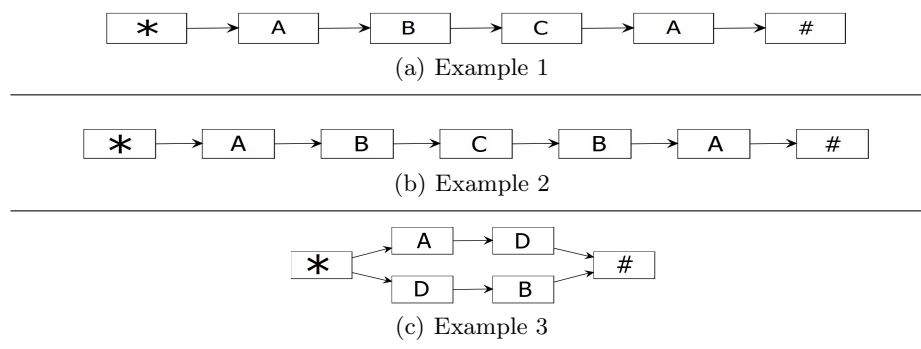 * A B C A #
(a) Example 1
* A B C B A #
(b) Example 2
A D
* #
D B
(c) Example 3